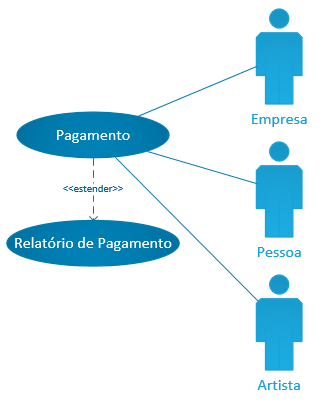 Empresa
Pagamento
<<estender>>
Pessoa
Relatório de Pagamento
Artista